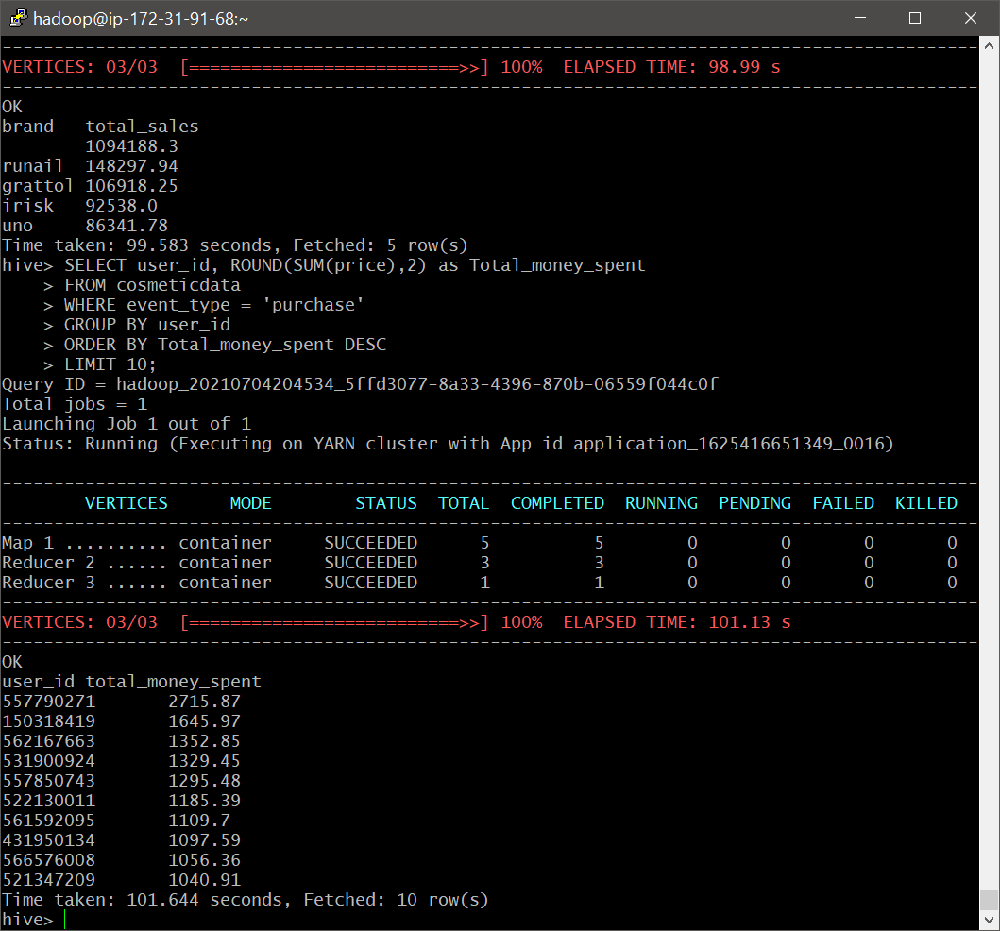 hadoop@ip-172-31-91-68:~
----------------------------------------------------------------------------------------------
VERTICES: 03/03  [==========================>>] 100%  ELAPSED TIME: 98.99 s
----------------------------------------------------------------------------------------------
OK
brand   total_sales
        1094188.3
runail  148297.94
grattol 106918.25
irisk   92538.0
uno     86341.78
Time taken: 99.583 seconds, Fetched: 5 row(s)
hive> SELECT user_id, ROUND(SUM(price),2) as Total_money_spent
    > FROM cosmeticdata
    > WHERE event_type = 'purchase'
    > GROUP BY user_id
    > ORDER BY Total_money_spent DESC
    > LIMIT 10;
Query ID = hadoop_20210704204534_5ffd3077-8a33-4396-870b-06559f044c0f
Total jobs = 1
Launching Job 1 out of 1
Status: Running (Executing on YARN cluster with App id application_1625416651349_0016)
----------------------------------------------------------------------------------------------
        VERTICES      MODE        STATUS  TOTAL  COMPLETED  RUNNING  PENDING  FAILED  KILLED
----------------------------------------------------------------------------------------------
Map 1 .......... container     SUCCEEDED      5          5        0        0       0       0
Reducer 2 ...... container     SUCCEEDED      3          3        0        0       0       0
Reducer 3 ...... container     SUCCEEDED      1          1        0        0       0       0
----------------------------------------------------------------------------------------------
VERTICES: 03/03  [==========================>>] 100%  ELAPSED TIME: 101.13 s
----------------------------------------------------------------------------------------------
OK
user_id total_money_spent
557790271       2715.87
150318419       1645.97
562167663       1352.85
531900924       1329.45
557850743       1295.48
522130011       1185.39
561592095       1109.7
431950134       1097.59
566576008       1056.36
521347209       1040.91
Time taken: 101.644 seconds, Fetched: 10 row(s)
hive>